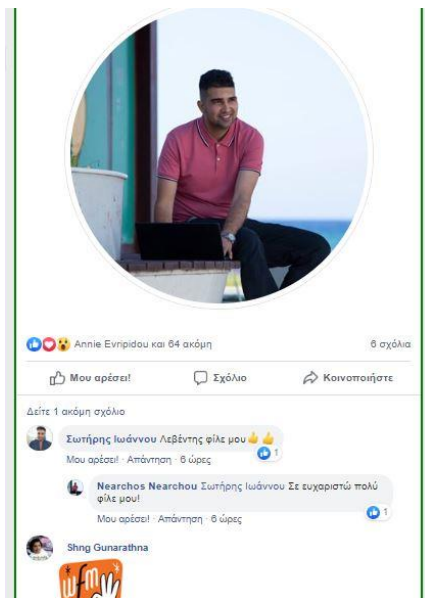 Annie Evripidou και 64 ακόμη
6 σχόλια
Μου αρέσει!
Σχόλιο
Κοινοποιήστε
Δείτε 1 ακόμη σχόλιο
Σωτήρης Ιωάννου Λεβέντης φίλε μου👍👍
1
Μου αρέσει! · Απάντηση · 6 ώρες
Nearchos Nearchou Σωτήρης Ιωάννου Σε ευχαριστώ πολύ
φίλε μου!
1
Μου αρέσει! · Απάντηση · 6 ώρες
Shng Gunarathna
wfm